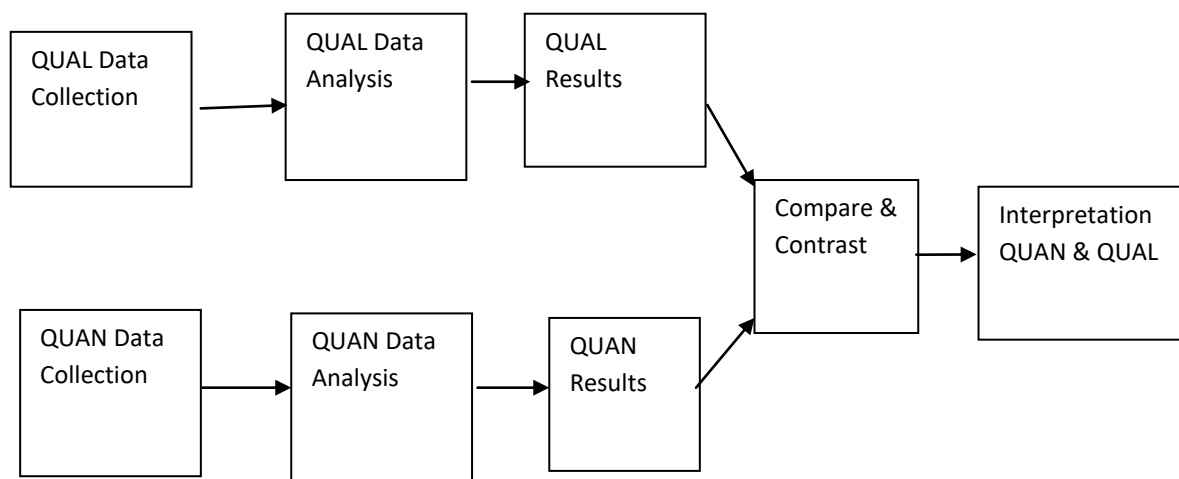 QUAL Data
Collection
QUAL Data
Analysis
QUAL
Results
Compare &
Contrast
Interpretation
QUAN & QUAL
QUAN Data
Collection
QUAN Data
Analysis
QUAN
Results